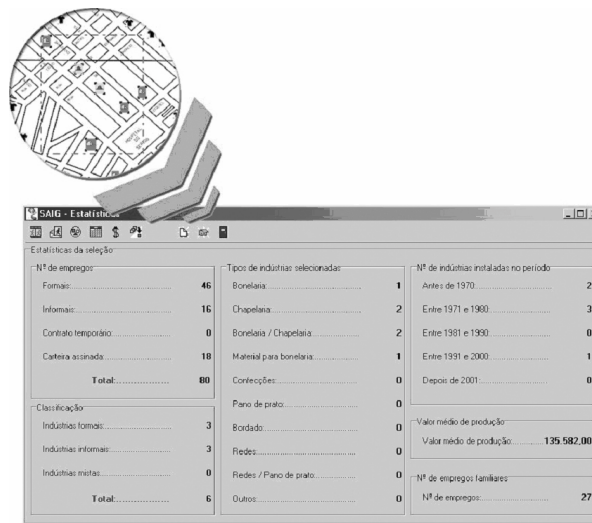 SAIG - Estatísticas
Estatísticas da seleção
Nº de empregos
Formais: 46
Informais: 16
Contrato temporário: 0
Carteira assinada: 18
Total: 80
Classificação
Indústrias formais: 3
Indústrias informais: 3
Indústrias mistas: 0
Total: 6
Tipos de indústrias selecionadas
Bonelaria: 1
Chapelaria: 2
Bonelaria / Chapelaria: 2
Material para bonelaria: 1
Confecções: 0
Pano de prato: 0
Bordado: 0
Redes: 0
Redes / Pano de prato: 0
Outros: 0
Nº de indústrias instaladas no período
Antes de 1970: 2
Entre 1971 e 1980: 3
Entre 1981 e 1990: 0
Entre 1991 e 2000: 1
Depois de 2001: 0
Valor médio de produção
Valor médio de produção: 135.582,00
Nº de empregos familiares
Nº de empregos: 27